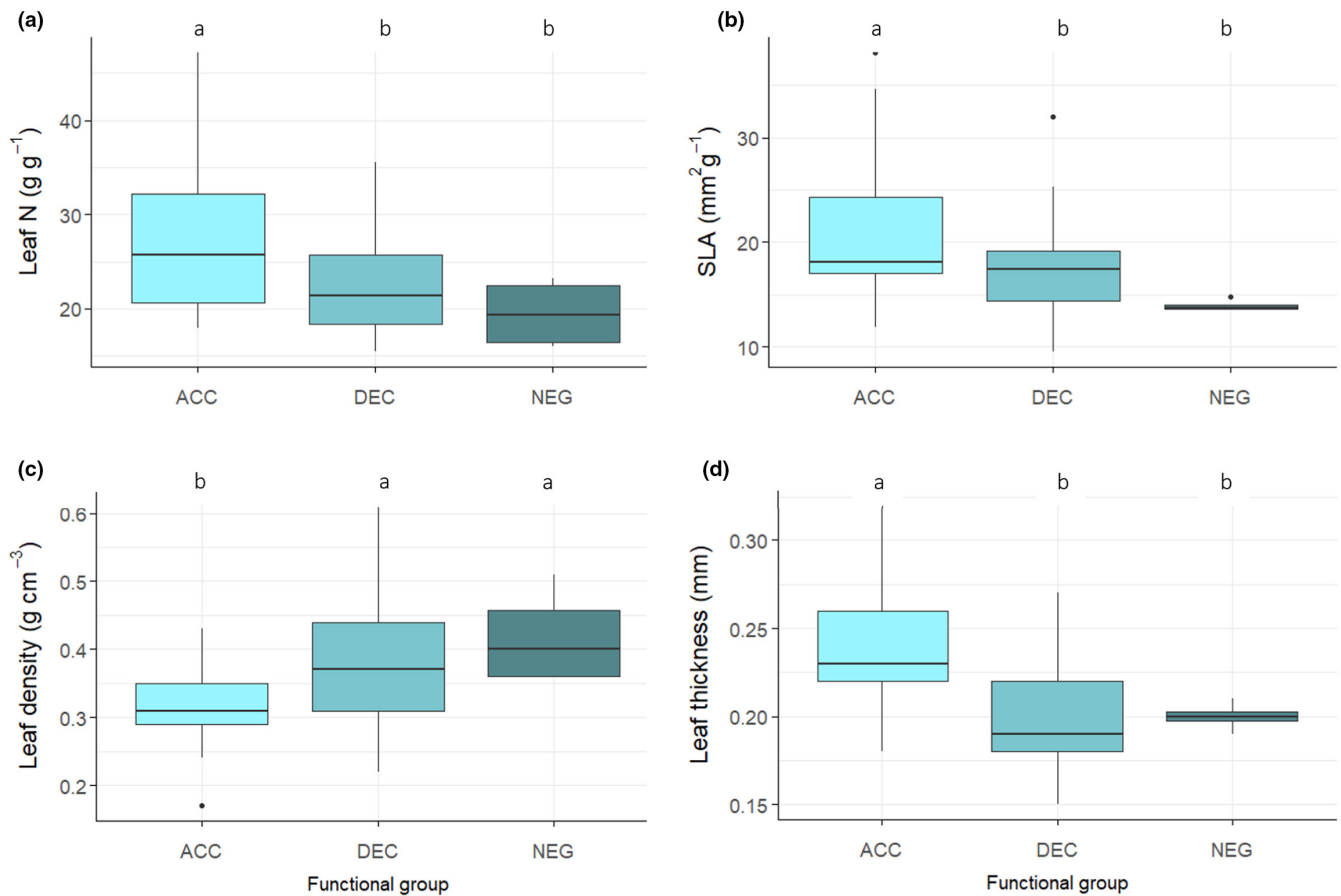 (a)
a b b
Leaf N (g g⁻¹)
40
30
20
ACC DEC NEG
(b)
a b b
SLA (mm²g⁻¹)
30
20
10
ACC DEC NEG
(c)
b a a
Leaf density (g cm⁻³)
0.6
0.5
0.4
0.3
0.2
ACC DEC NEG
Functional group
(d)
a b b
Leaf thickness (mm)
0.30
0.25
0.20
0.15
ACC DEC NEG
Functional group